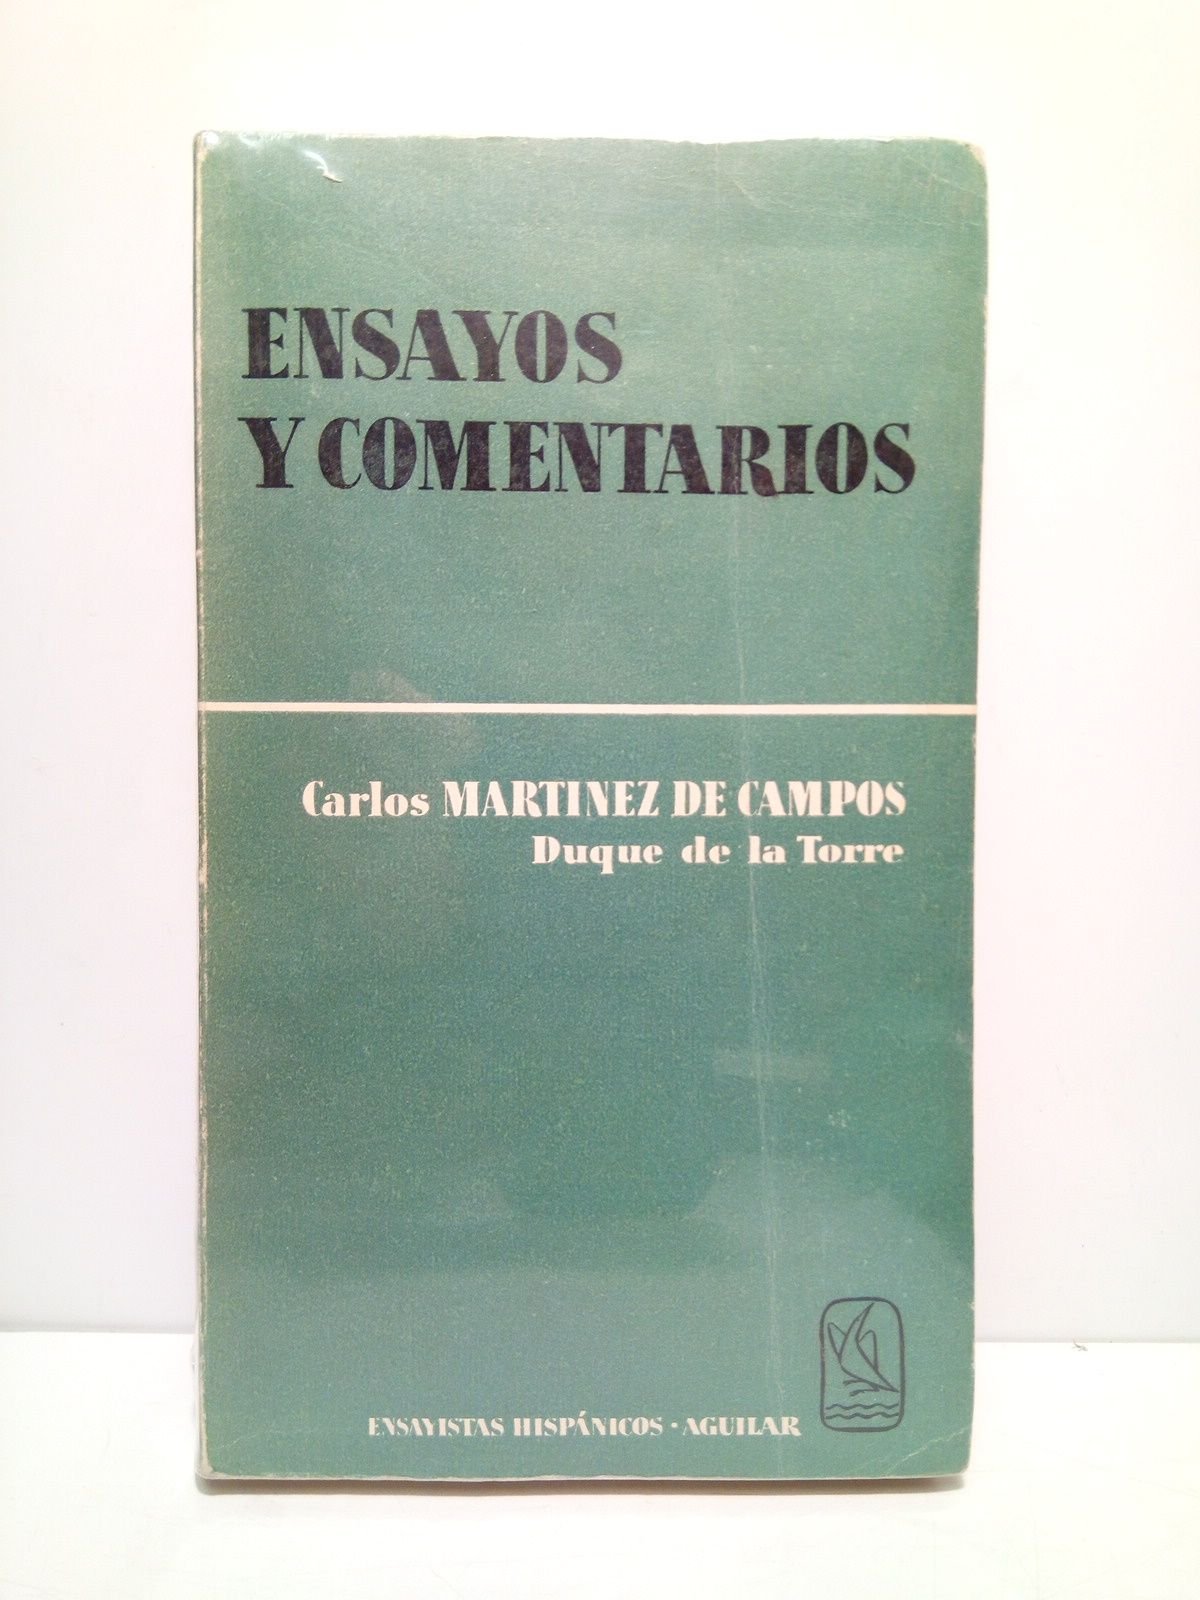 ENSAYOS
Y COMENTARIOS
Carlos MARTINEZ DE CAMPOS
Duque de la Torre
ENSAYISTAS HISPÁNICOS · AGUILAR